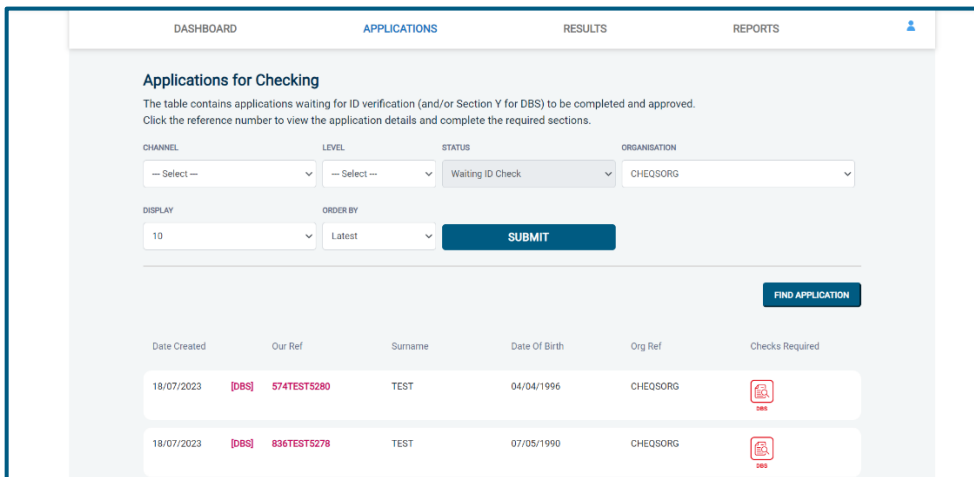 DASHBOARD APPLICATIONS RESULTS REPORTS
Applications for Checking
The table contains applications waiting for ID verification (and/or Section Y for DBS) to be completed and approved.
Click the reference number to view the application details and complete the required sections.
CHANNEL LEVEL STATUS ORGANISATION
--- Select --- --- Select --- Waiting ID Check CHEQSORG
DISPLAY ORDER BY
10 Latest SUBMIT
FIND APPLICATION
Date Created Our Ref Surname Date Of Birth Org Ref Checks Required
18/07/2023 [DBS] 574TEST5280 TEST 04/04/1996 CHEQSORG
DBS
18/07/2023 [DBS] 836TEST5278 TEST 07/05/1990 CHEQSORG
DBS